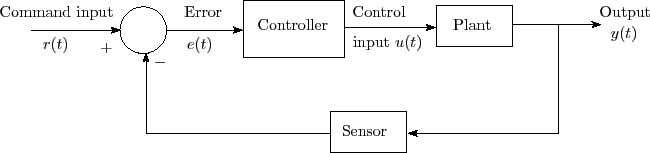 Command input
r(t)
+
−
Error
e(t)
Controller
Control
input u(t)
Plant
Output
y(t)
Sensor